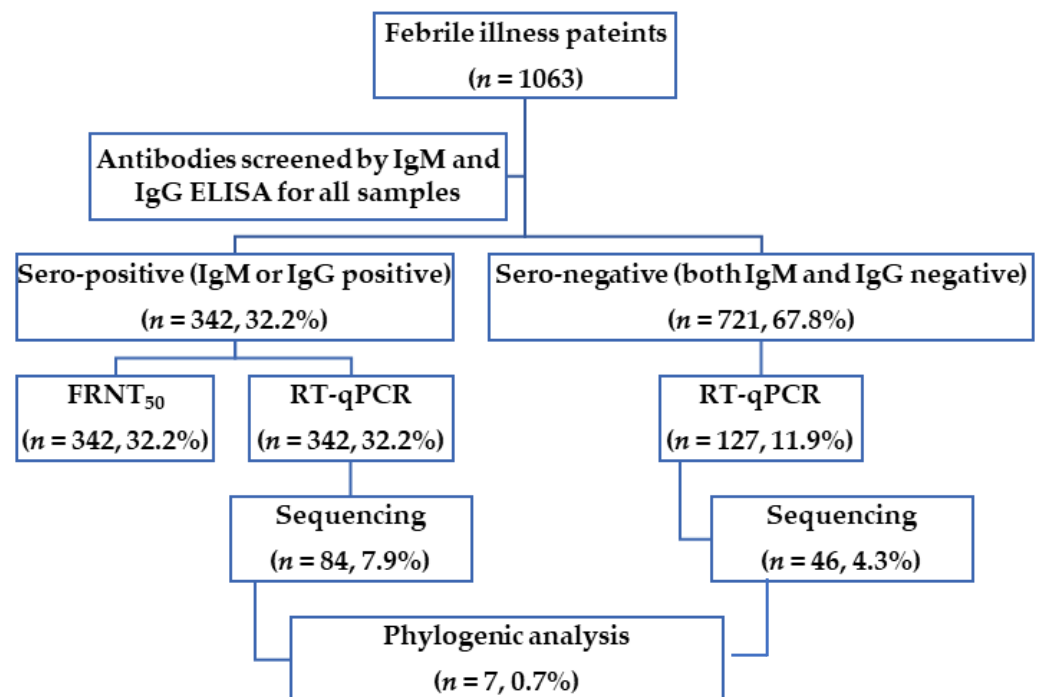 Febrile illness pateints
(n = 1063)
Antibodies screened by IgM and
IgG ELISA for all samples
Sero-positive (IgM or IgG positive)
(n = 342, 32.2%)
Sero-negative (both IgM and IgG negative)
(n = 721, 67.8%)
FRNT50
(n = 342, 32.2%)
RT-qPCR
(n = 342, 32.2%)
RT-qPCR
(n = 127, 11.9%)
Sequencing
(n = 84, 7.9%)
Sequencing
(n = 46, 4.3%)
Phylogenic analysis
(n = 7, 0.7%)